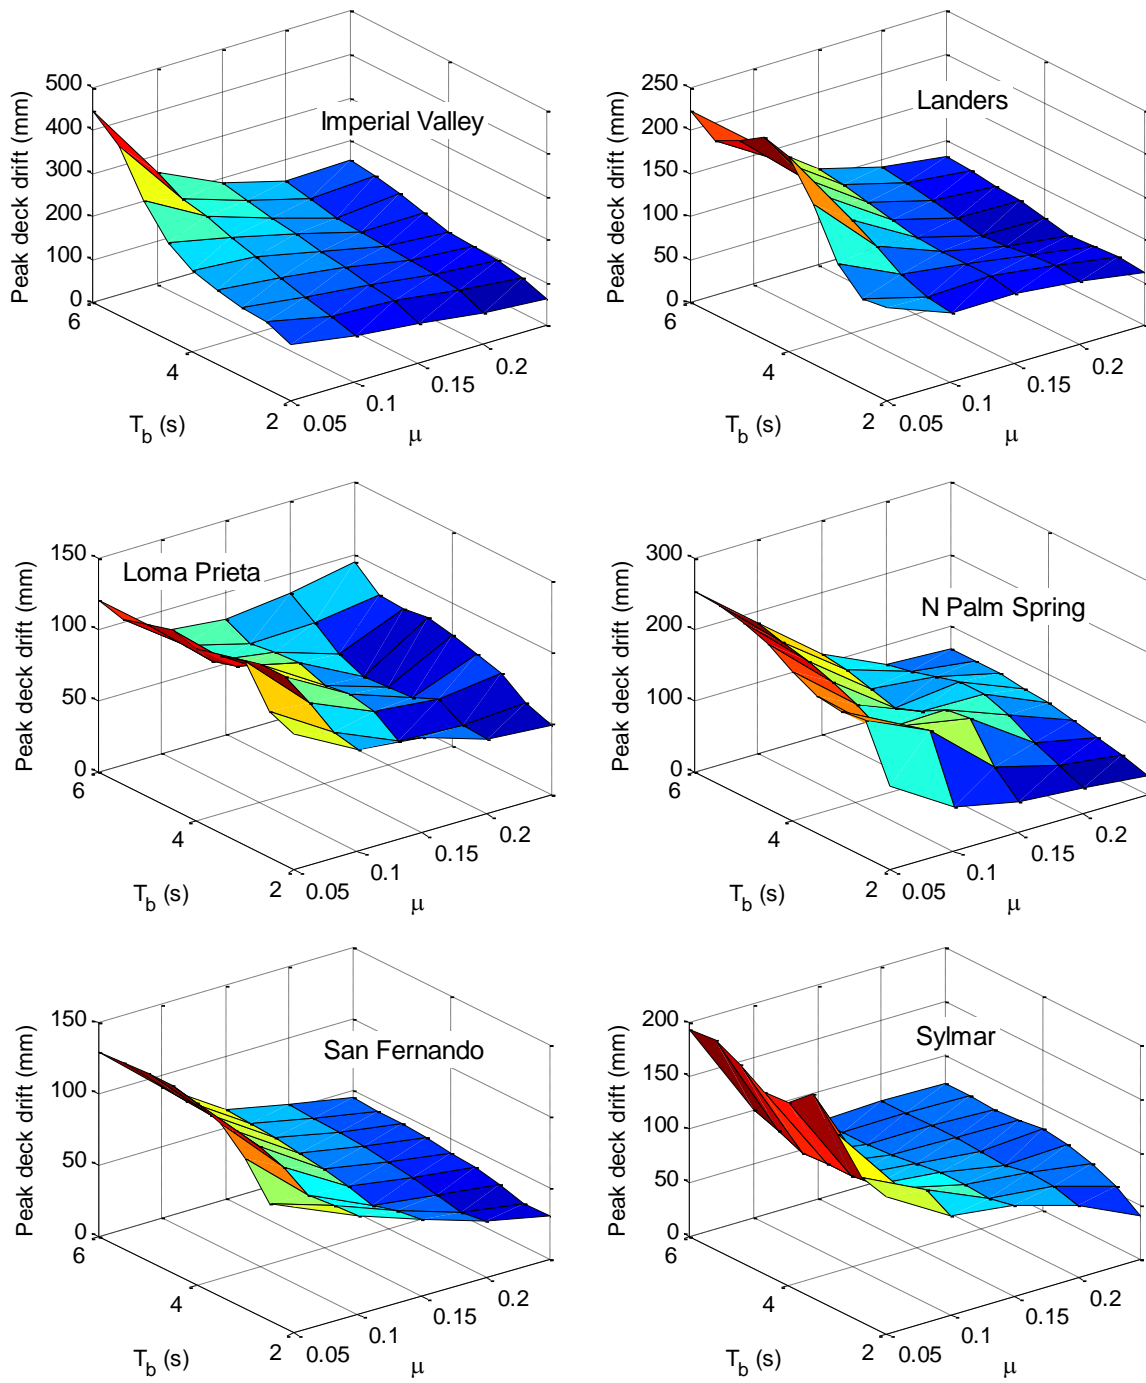 500
400
300
200
100
0
Peak deck drift (mm)
Imperial Valley
6
4
2
T_b (s)
0.05
0.1
0.15
0.2
μ
250
200
150
100
50
0
Peak deck drift (mm)
Landers
6
4
2
T_b (s)
0.05
0.1
0.15
0.2
μ
150
100
50
0
Peak deck drift (mm)
Loma Prieta
6
4
2
T_b (s)
0.05
0.1
0.15
0.2
μ
300
200
100
0
Peak deck drift (mm)
N Palm Spring
6
4
2
T_b (s)
0.05
0.1
0.15
0.2
μ
150
100
50
0
Peak deck drift (mm)
San Fernando
6
4
2
T_b (s)
0.05
0.1
0.15
0.2
μ
200
150
100
50
0
Peak deck drift (mm)
Sylmar
6
4
2
T_b (s)
0.05
0.1
0.15
0.2
μ